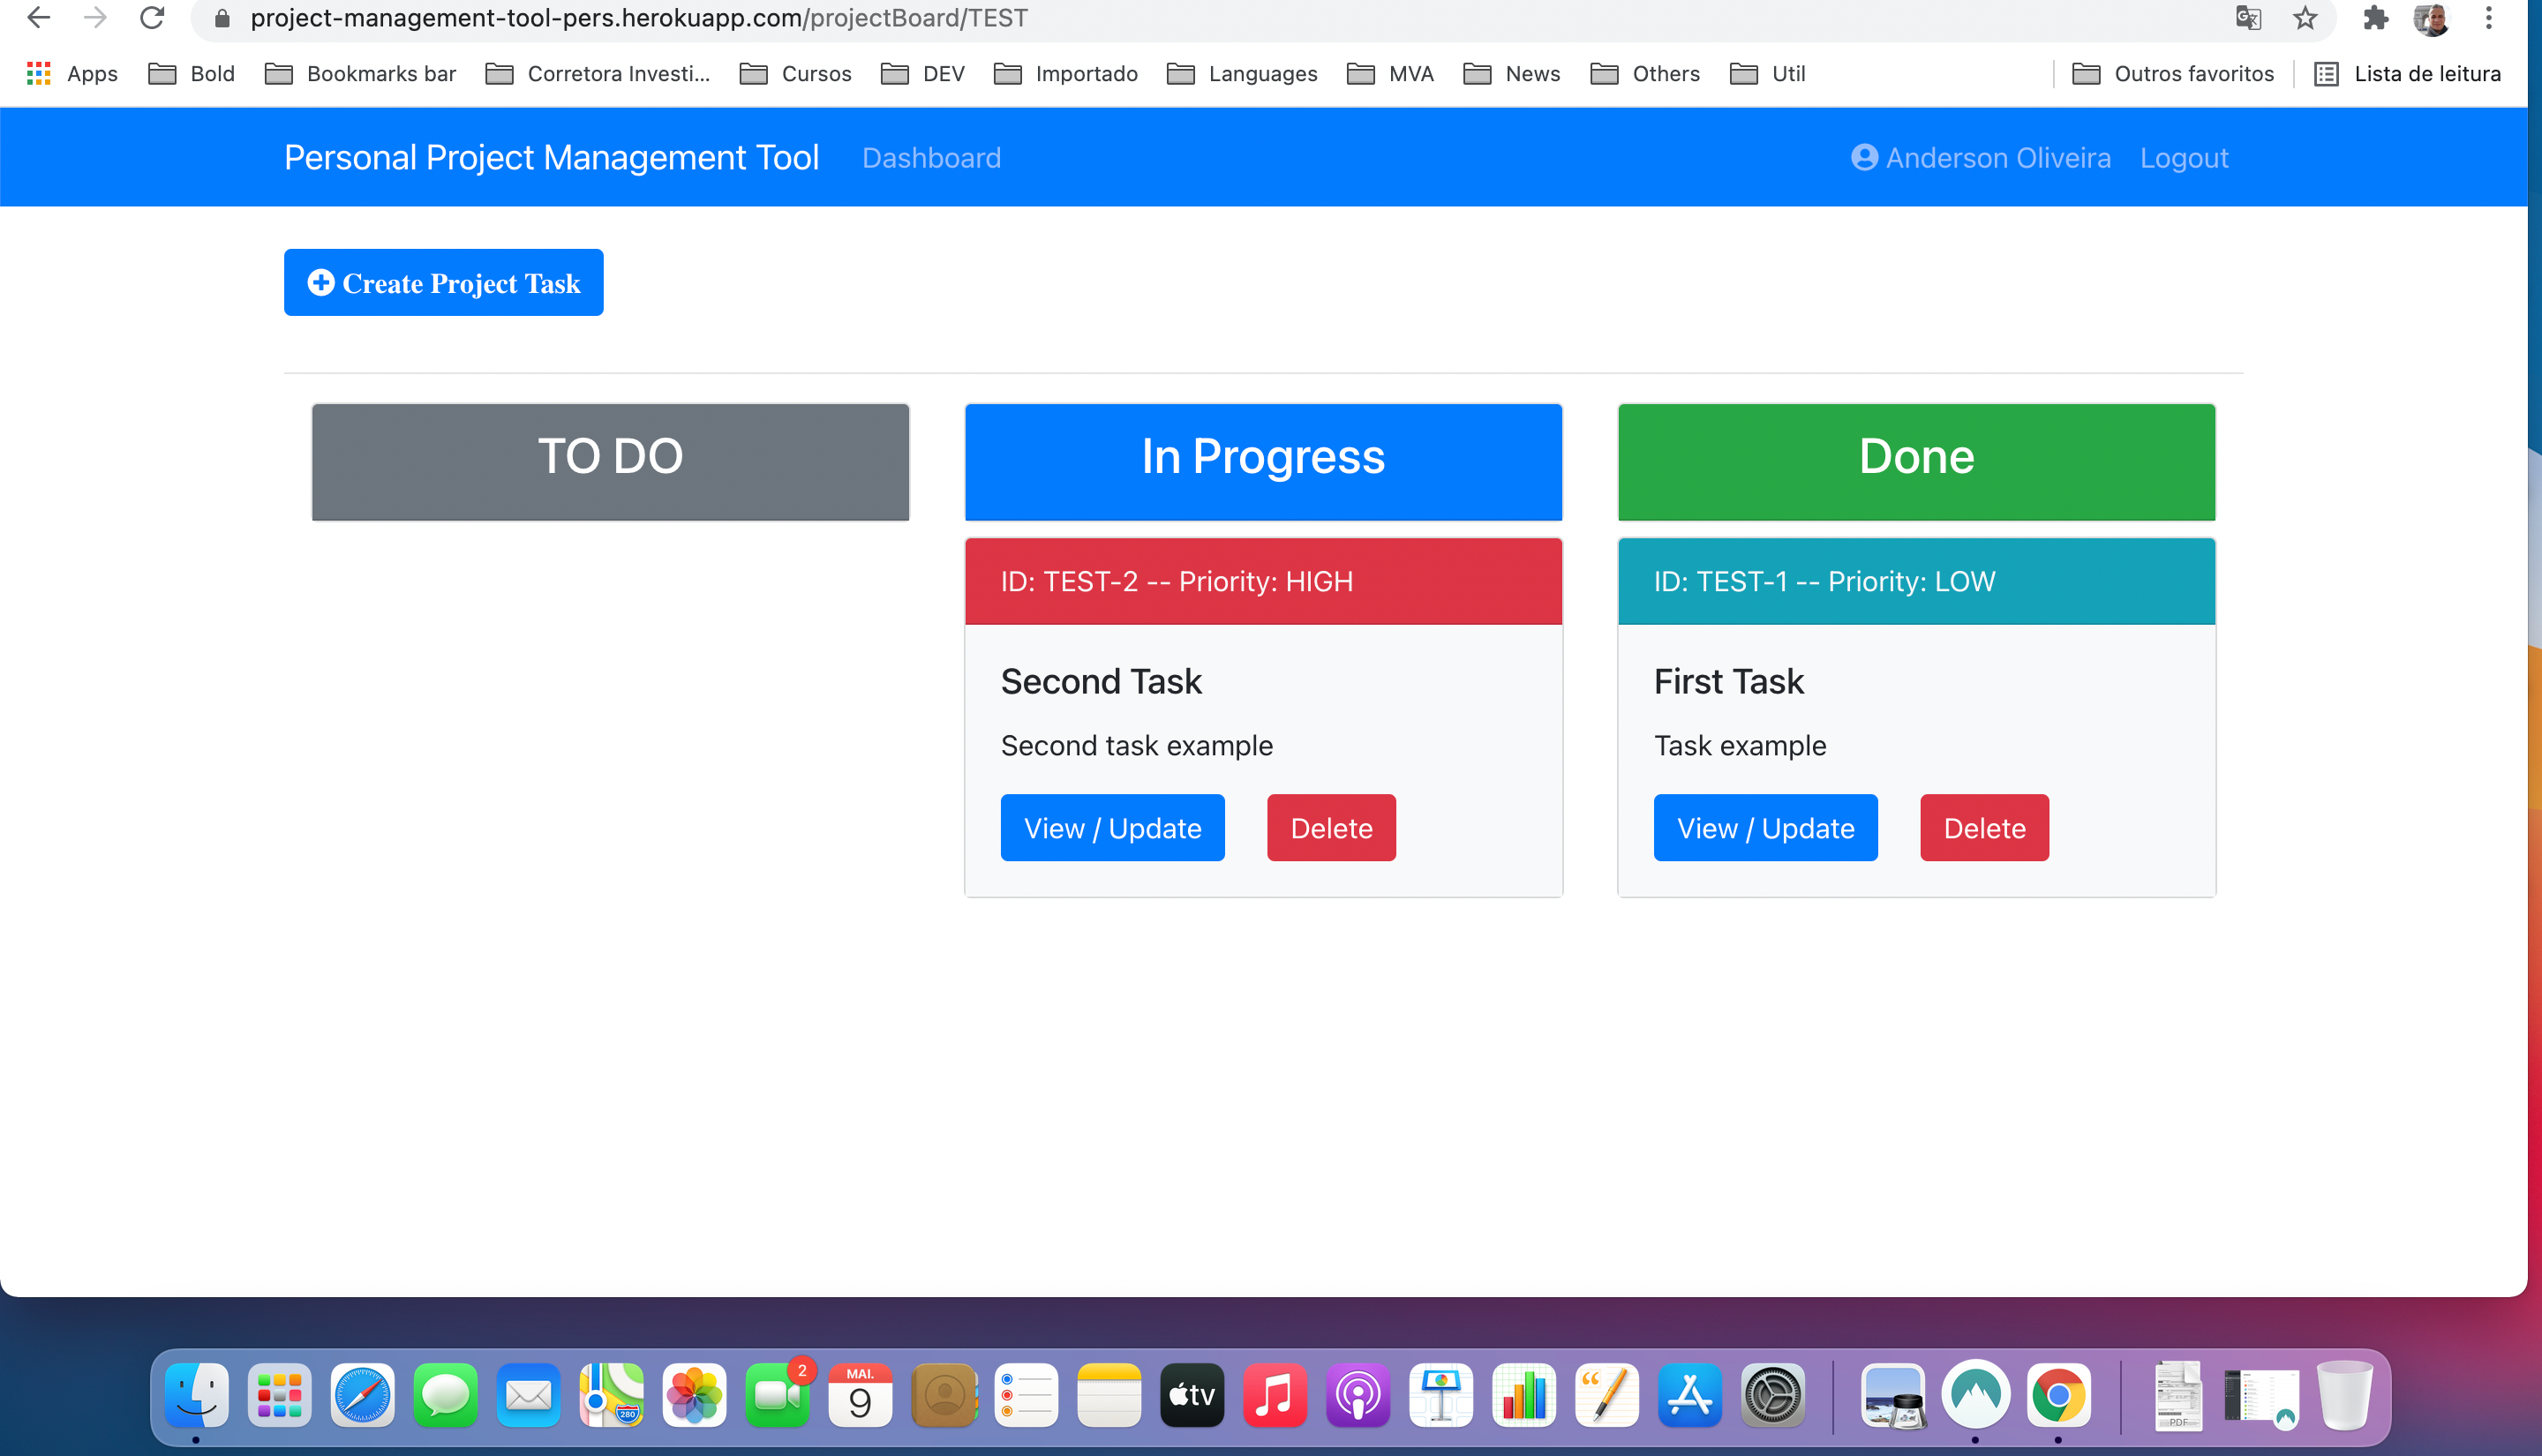 project-management-tool-pers.herokuapp.com/projectBoard/TEST
Apps Bold Bookmarks bar Corretora Investi... Cursos DEV Importado Languages MVA News Others Util Outros favoritos Lista de leitura
Personal Project Management Tool Dashboard Anderson Oliveira Logout
Create Project Task
TO DO In Progress Done
ID: TEST-2 -- Priority: HIGH
Second Task
Second task example
View / Update Delete
ID: TEST-1 -- Priority: LOW
First Task
Task example
View / Update Delete
2
MAI.
9
280
tv
PDF